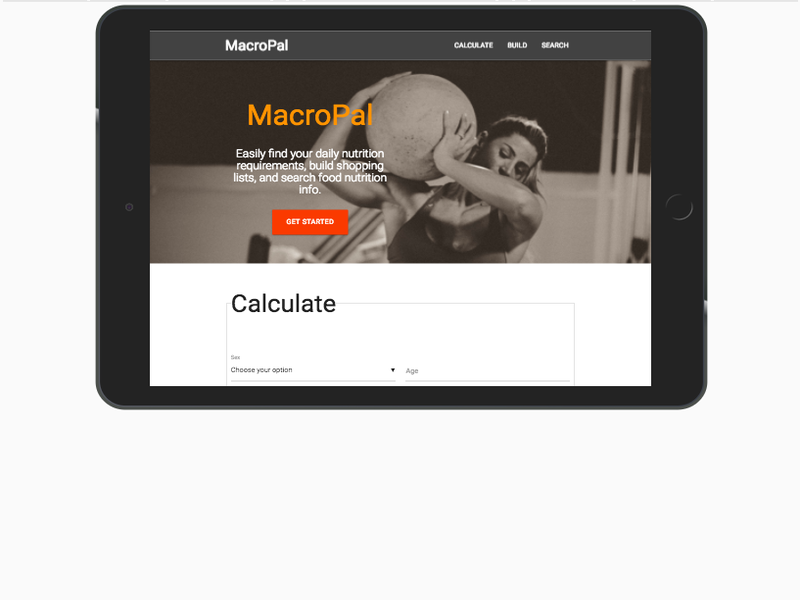 MacroPal
CALCULATE BUILD SEARCH
MacroPal
Easily find your daily nutrition
requirements, build shopping
lists, and search food nutrition
info.
GET STARTED
Calculate
Sex
Choose your option
Age